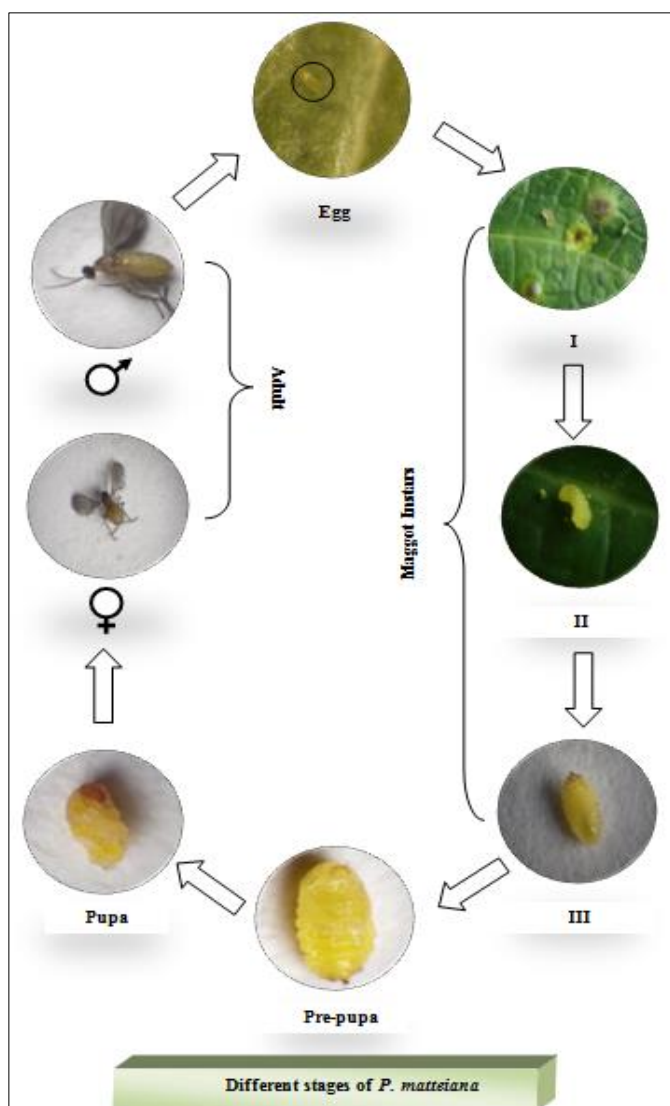 Egg
I
II
III
Maggot Instars
Pre-pupa
Pupa
♀
♂
Adult
Different stages of P. matteiana